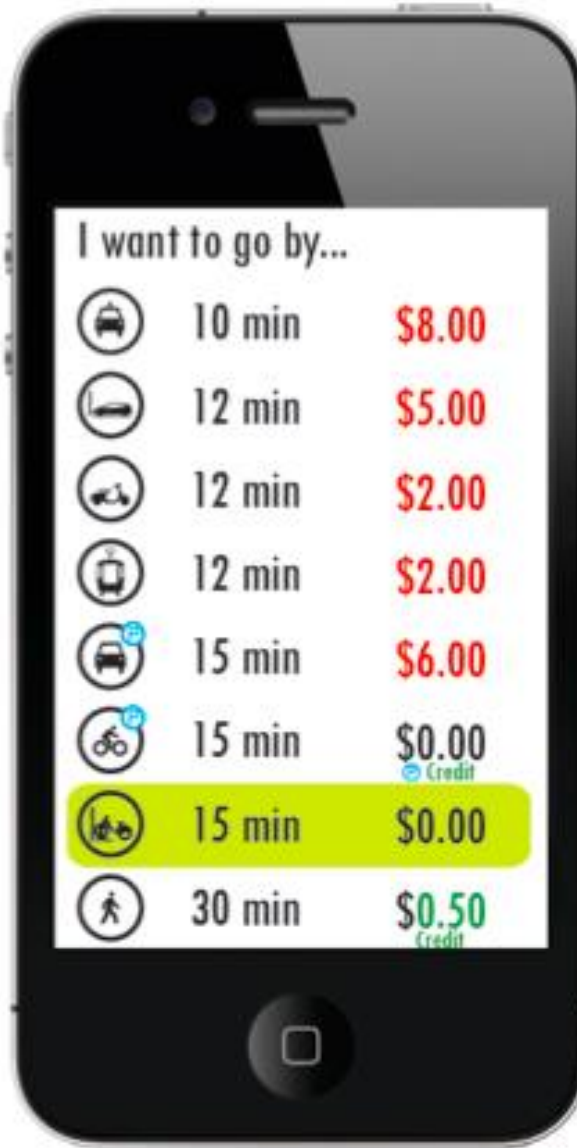 I want to go by...
10 min $8.00
12 min $5.00
12 min $2.00
12 min $2.00
15 min $6.00
15 min $0.00
Credit
15 min $0.00
30 min $0.50
Credit